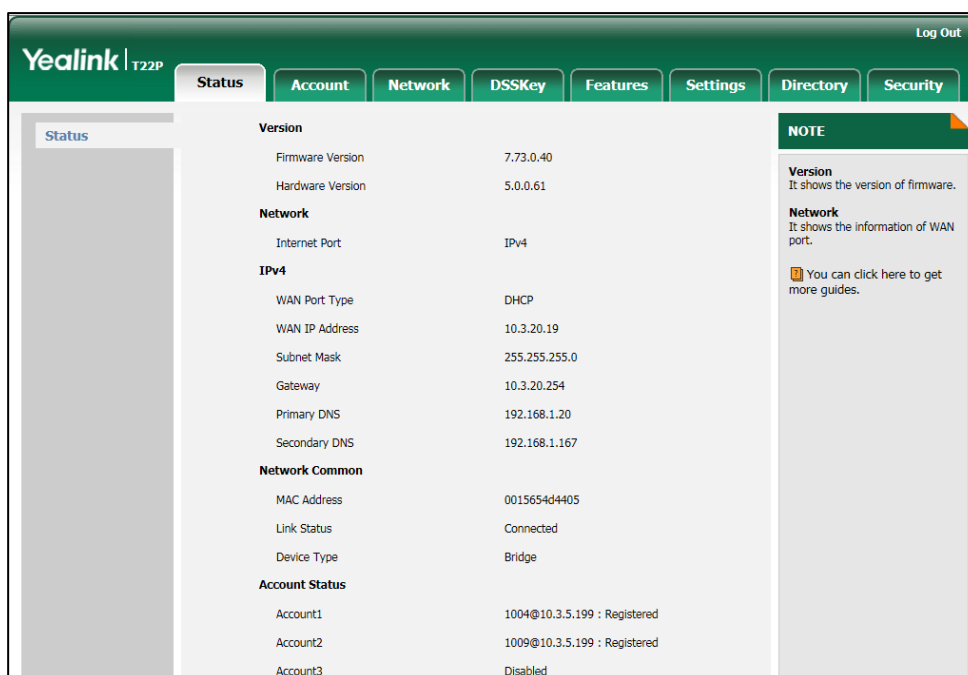 Log Out
Yealink | T22P
Status Account Network DSSKey Features Settings Directory Security
Status
Version
Firmware Version 7.73.0.40
Hardware Version 5.0.0.61
Network
Internet Port IPv4
IPv4
WAN Port Type DHCP
WAN IP Address 10.3.20.19
Subnet Mask 255.255.255.0
Gateway 10.3.20.254
Primary DNS 192.168.1.20
Secondary DNS 192.168.1.167
Network Common
MAC Address 0015654d4405
Link Status Connected
Device Type Bridge
Account Status
Account1 1004@10.3.5.199 : Registered
Account2 1009@10.3.5.199 : Registered
Account3 Disabled
NOTE
Version
It shows the version of firmware.
Network
It shows the information of WAN
port.
You can click here to get
more guides.